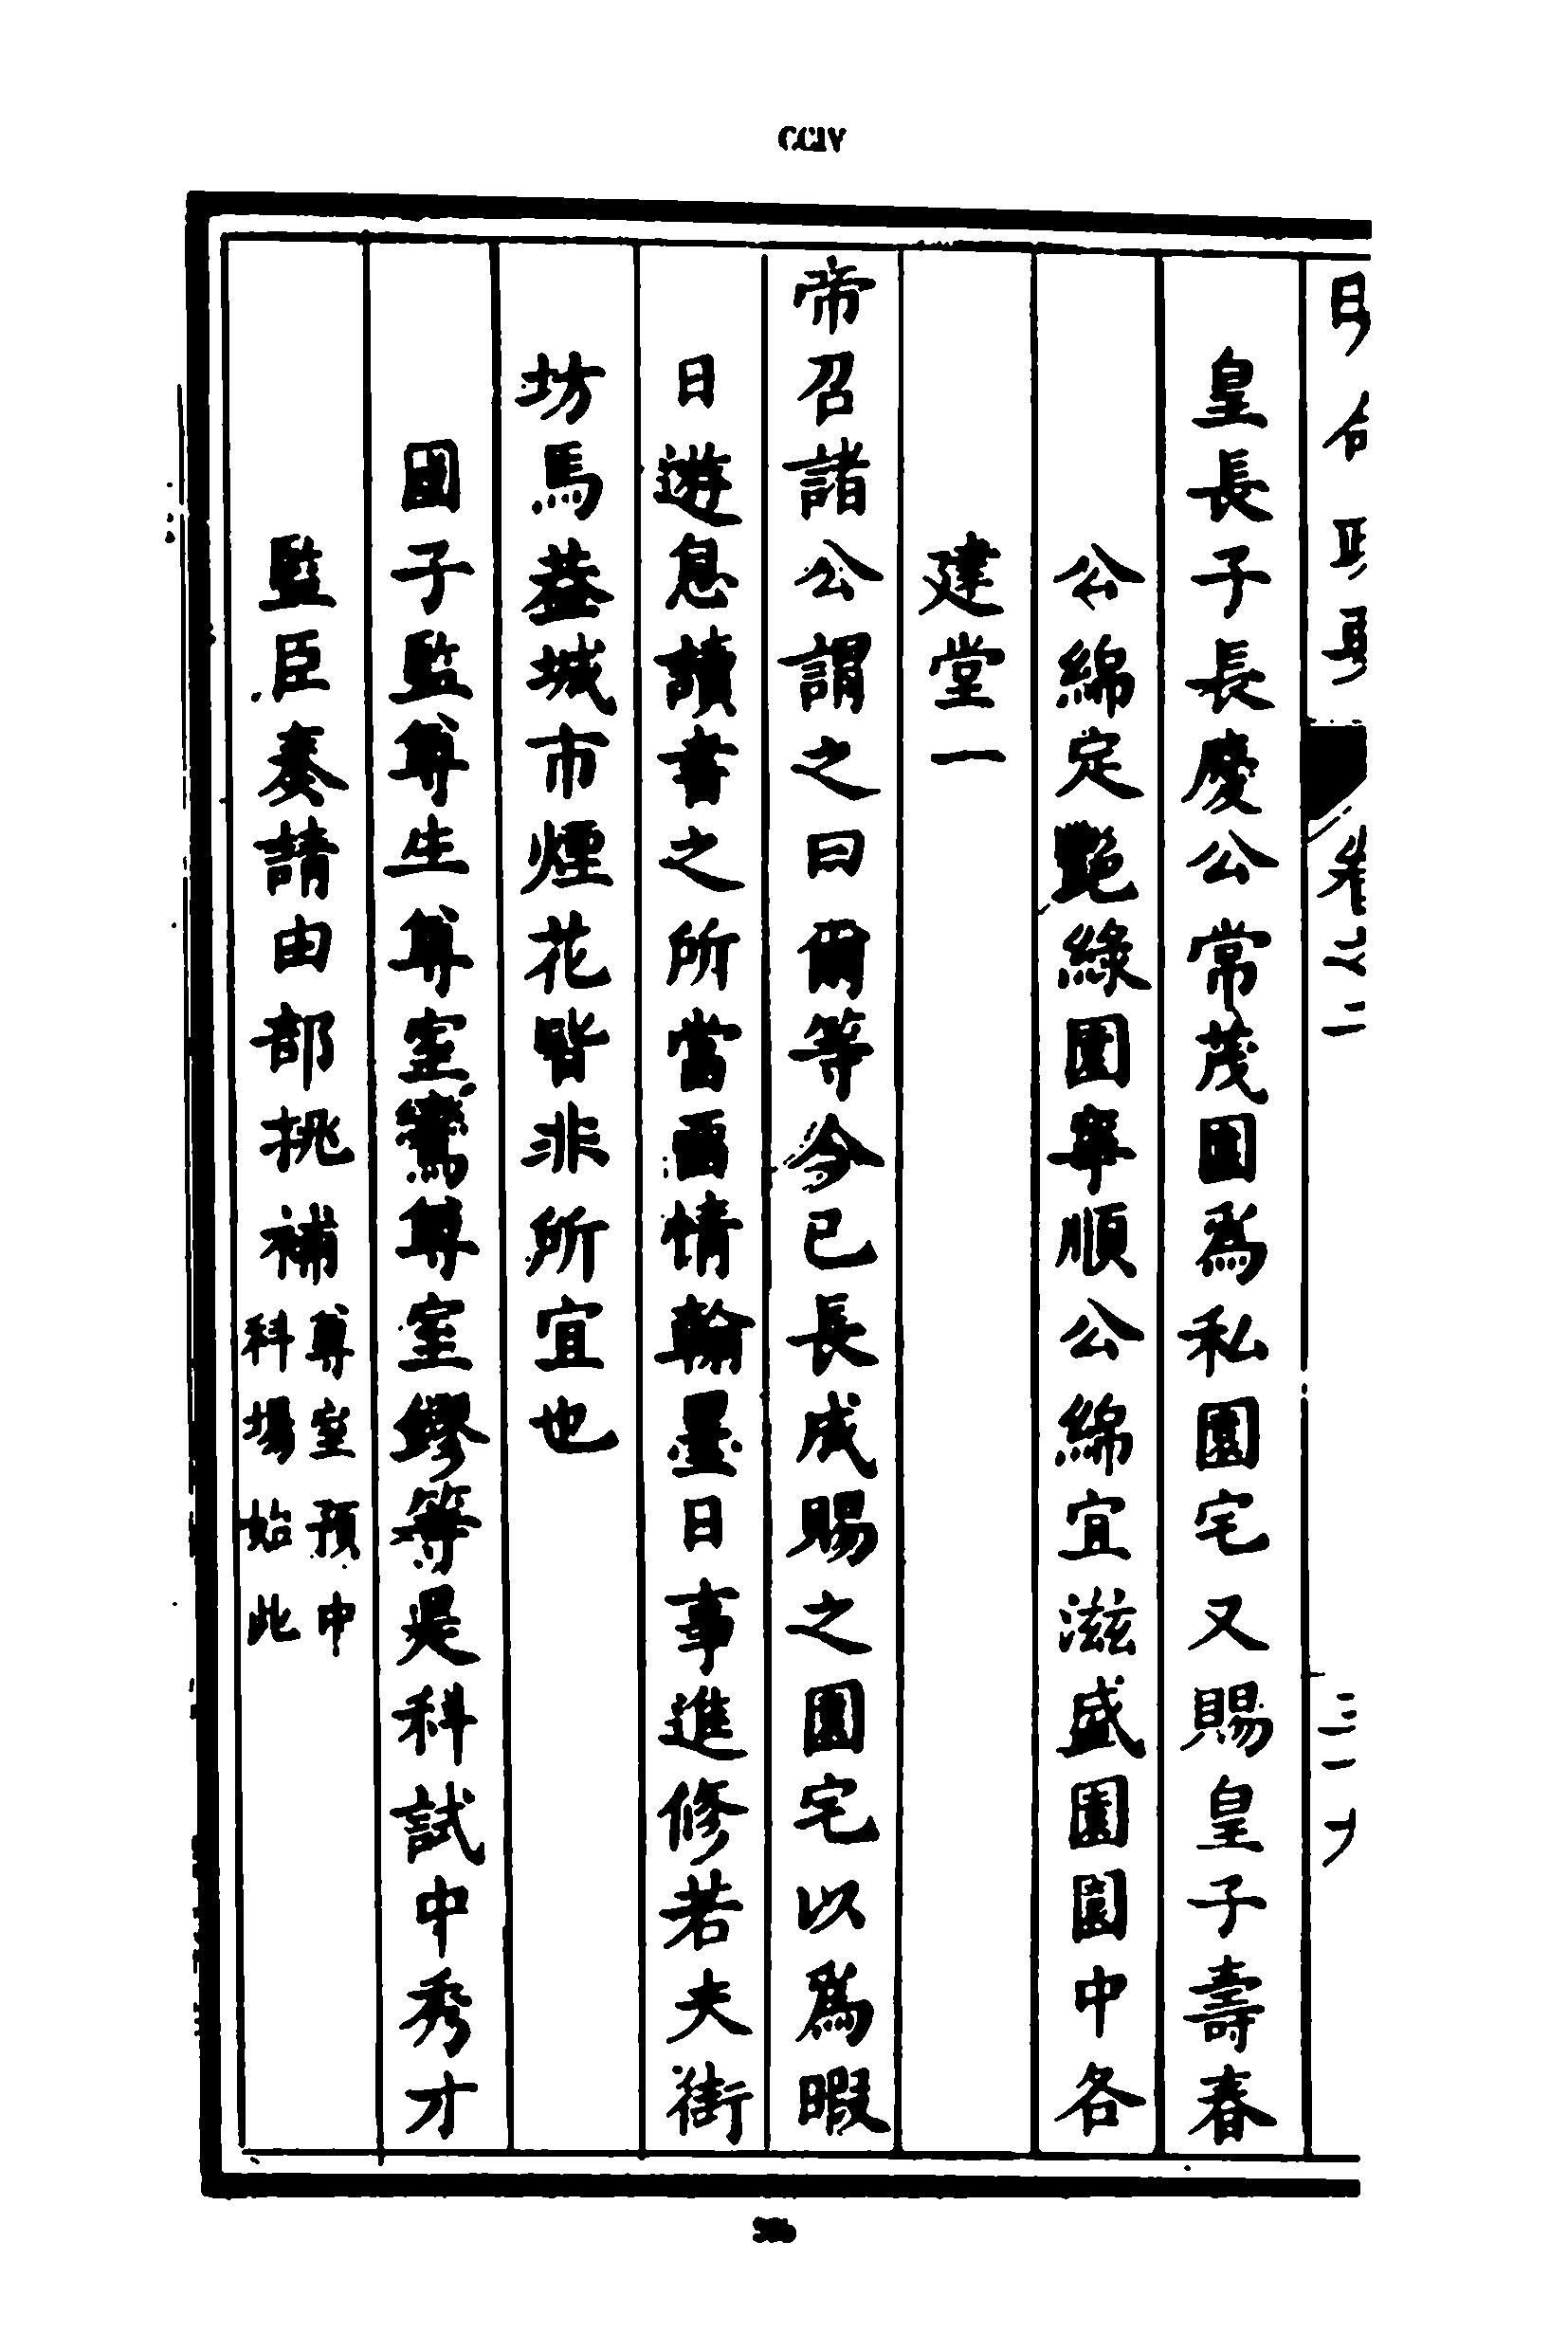 CCIV
皇長子長慶公常茂園爲私園宅又賜皇子壽春
公綿定艷綠園寧順公綿宜滋盛園園中各
建堂一
帝召諸公謂之曰爾等今已長成賜之園宅以爲暇
日遊息讀書之所當畱情翰墨日事進修若夫街
坊馬埜城市煙花皆非所宜也
國子監尊生尊室鶯尊室鏐等是科試中秀才
監臣奏請由部挑補尊室預中
科場始此